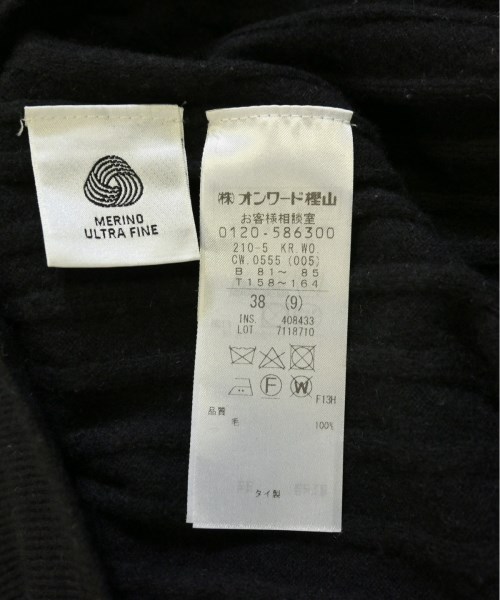 MERINO
ULTRA FINE
㈱オンワード樫山
お客様相談室
0120-586300
210-5 KR.WO.
CW.0555 (005)
B 81~ 85
T158~164
38 (9)
INS. 408433
LOT. 7118710
F
W
F13H
品質
毛 100%
タイ製